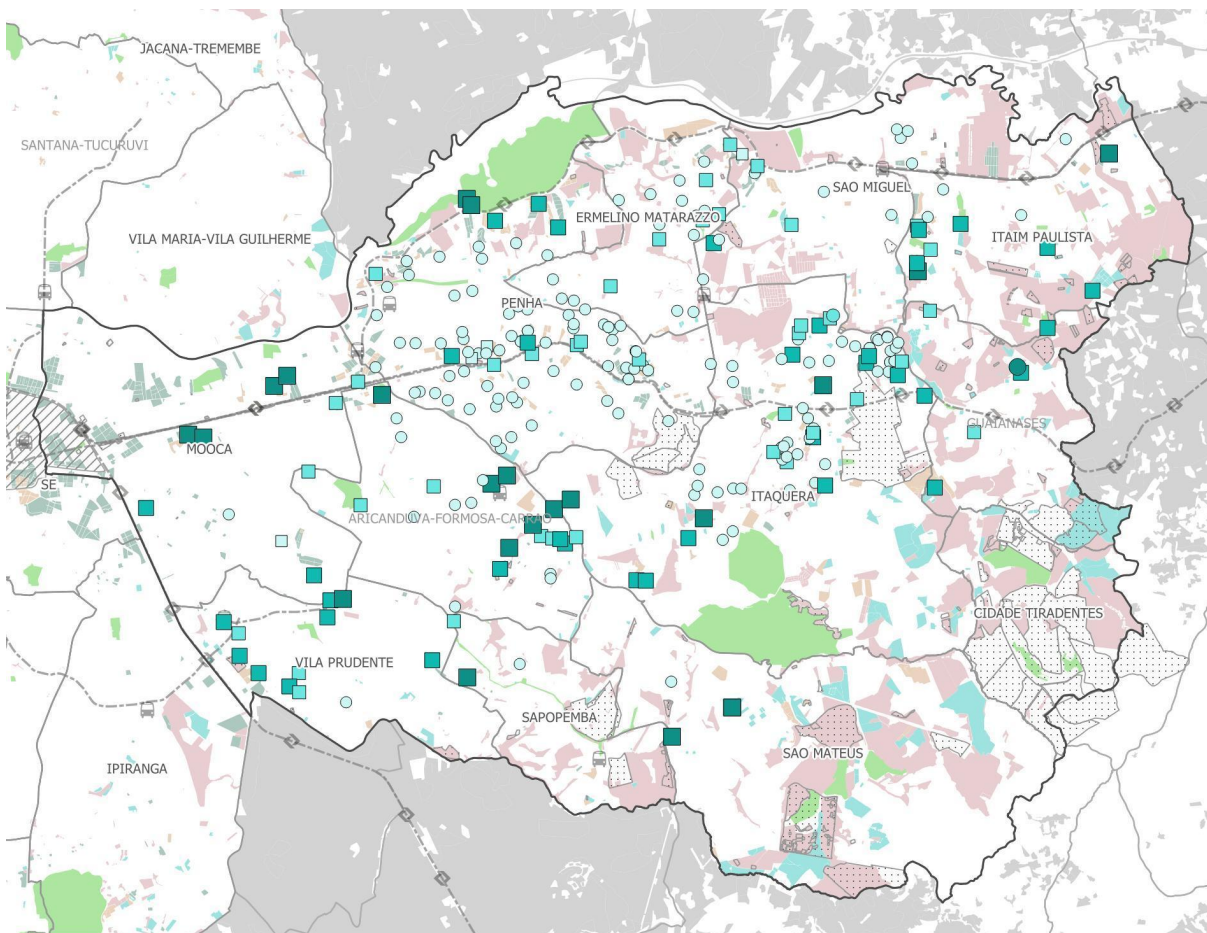 JACANA-TREMEMBE
SANTANA-TUCURUVI
SAO MIGUEL
ERMELINO MATARAZZO
VILA MARIA-VILA GUILHERME
ITAIM PAULISTA
PENHA
GUAIANASES
MOOCA
SE
ITAQUERA
ARICANDUVA-FORMOSA-CARRAO
CIDADE TIRADENTES
VILA PRUDENTE
SAPOPEMBA
SAO MATEUS
IPIRANGA